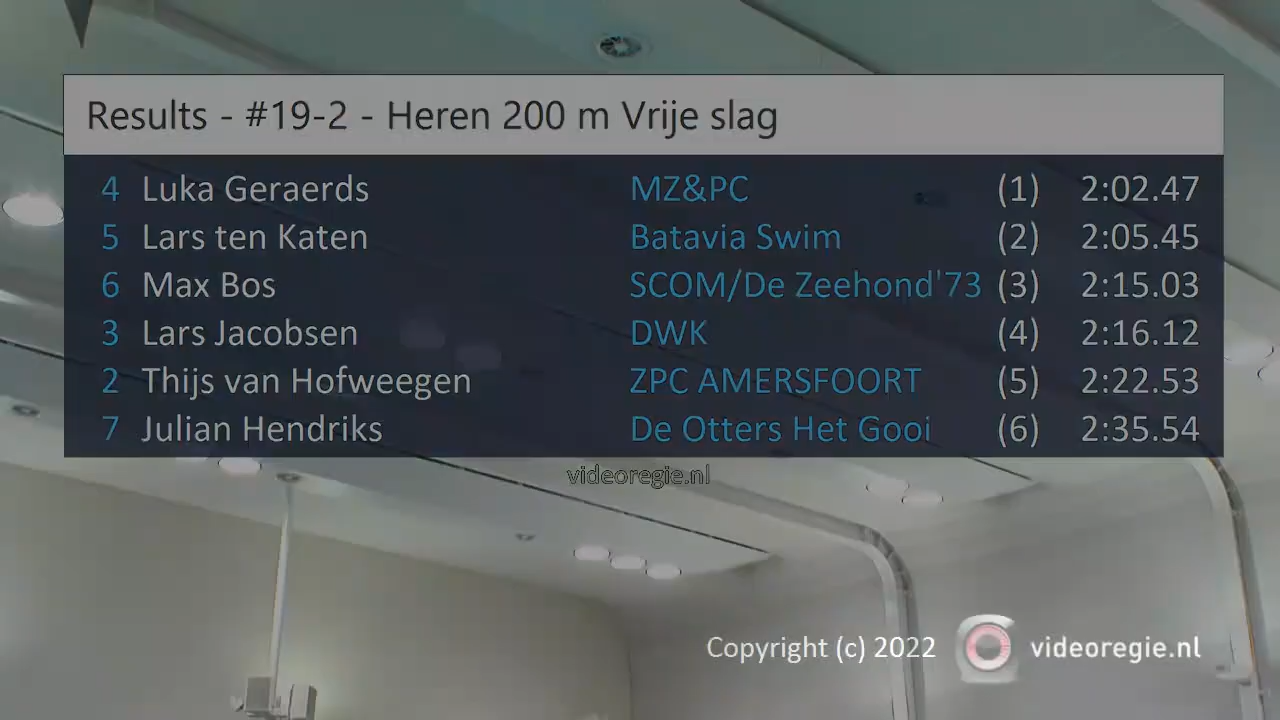 Results - #19-2 - Heren 200 m Vrije slag
4 Luka Geraerds MZ&PC (1) 2:02.47
5 Lars ten Katen Batavia Swim (2) 2:05.45
6 Max Bos SCOM/De Zeehond'73 (3) 2:15.03
3 Lars Jacobsen DWK (4) 2:16.12
2 Thijs van Hofweegen ZPC AMERSFOORT (5) 2:22.53
7 Julian Hendriks De Otters Het Gooi (6) 2:35.54
videoregie.nl
Copyright (c) 2022 videoregie.nl